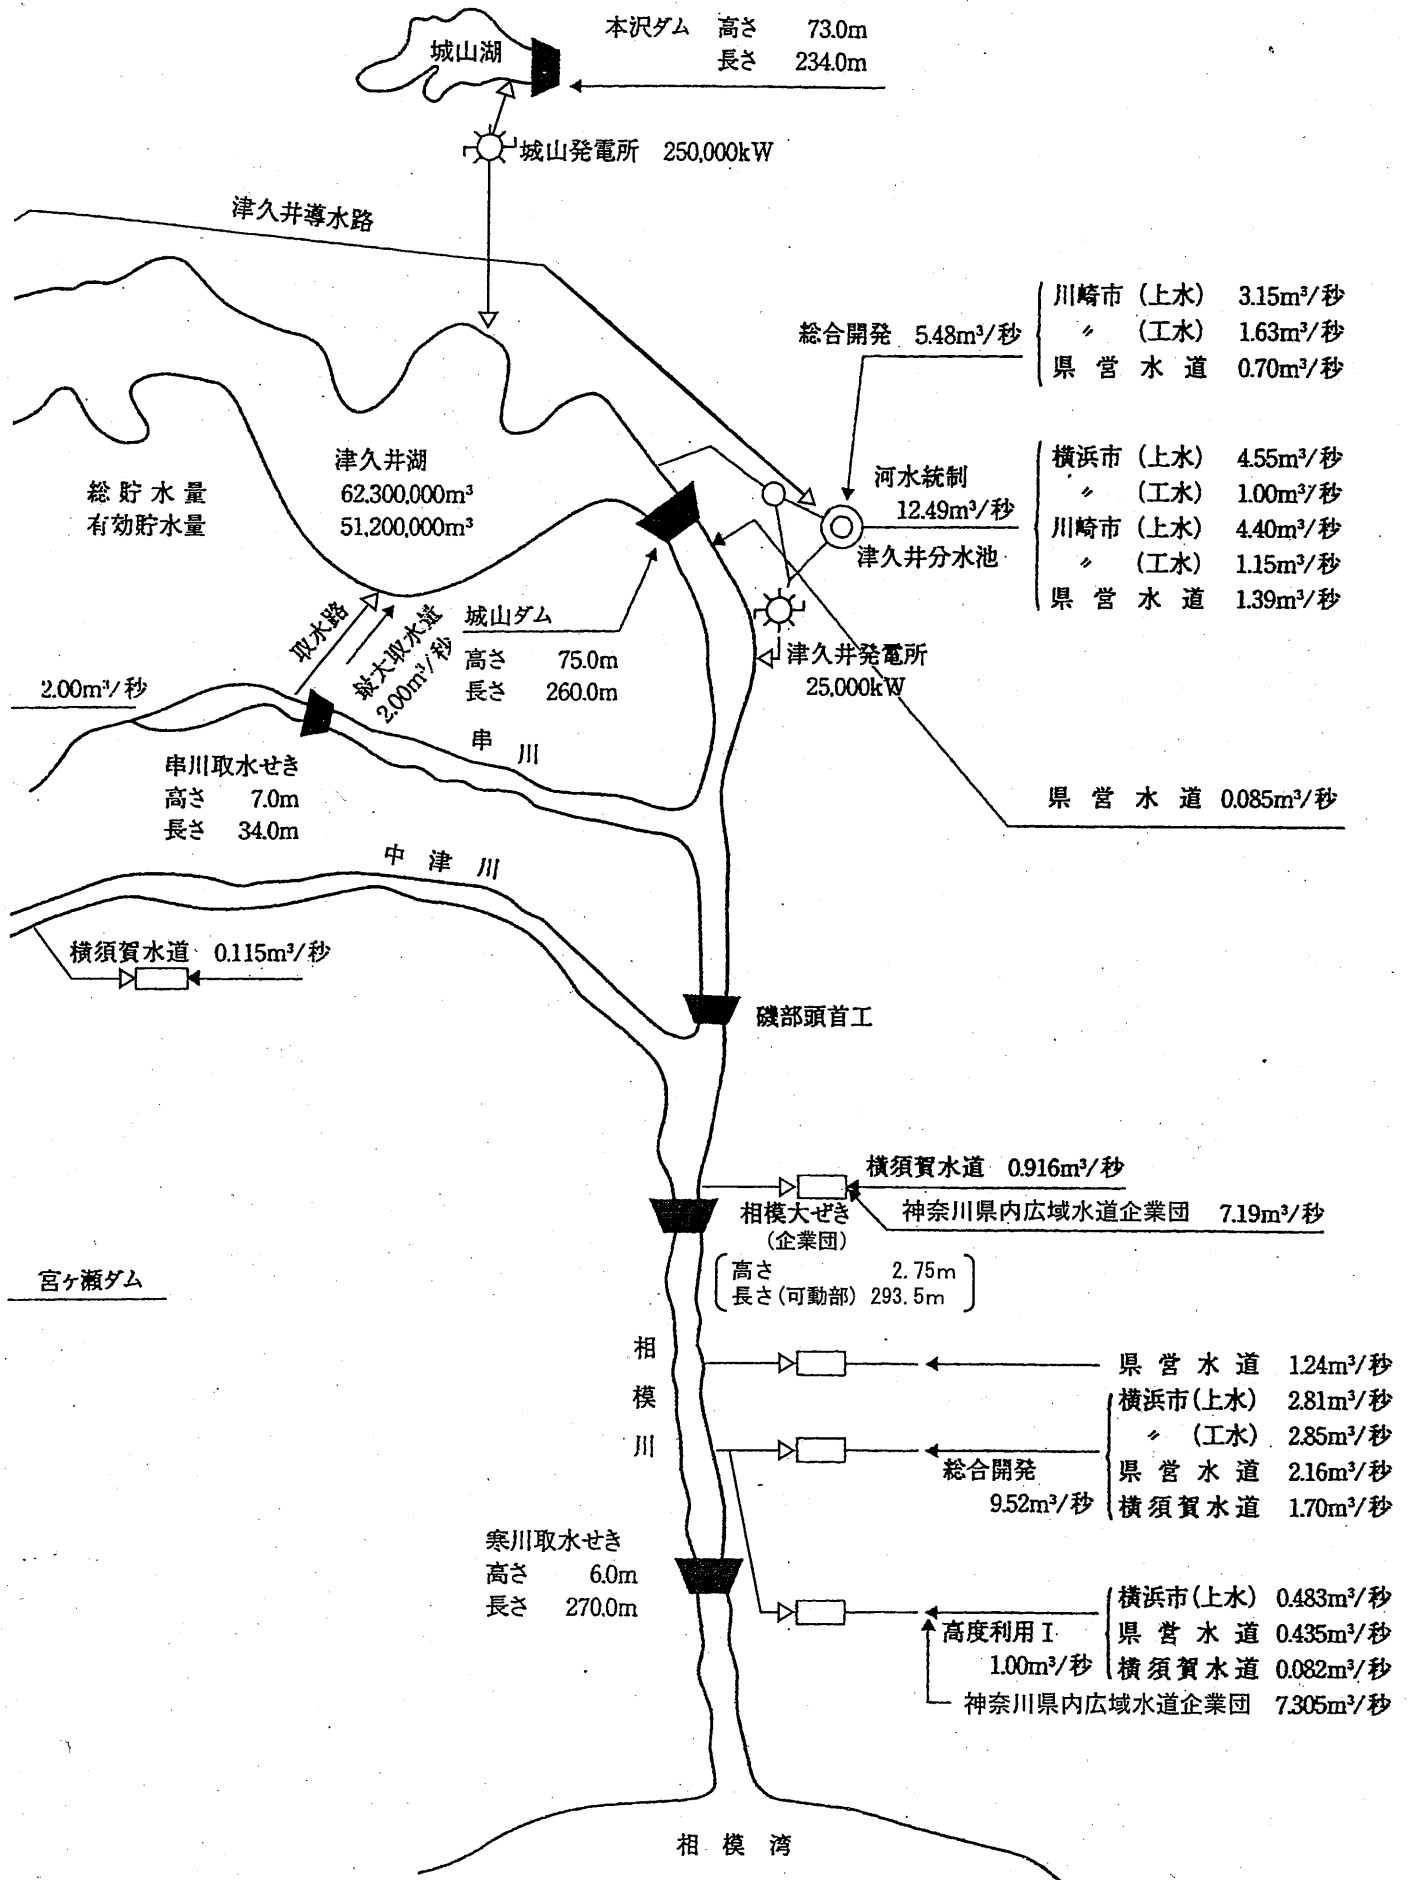 本沢ダム 高さ 73.0m
長さ 234.0m
城山湖
城山発電所 250,000kW
津久井導水路
総合開発 5.48m³/秒
川崎市 (上水) 3.15m³/秒
〃 (工水) 1.63m³/秒
県営水道 0.70m³/秒
津久井湖
総貯水量 62,300,000m³
有効貯水量 51,200,000m³
河水統制
12.49m³/秒
横浜市 (上水) 4.55m³/秒
〃 (工水) 1.00m³/秒
川崎市 (上水) 4.40m³/秒
〃 (工水) 1.15m³/秒
県営水道 1.39m³/秒
津久井分水池
取水路
最大取水量
2.00m³/秒
城山ダム
高さ 75.0m
長さ 260.0m
津久井発電所
25,000kW
2.00m³/秒
串川
串川取水せき
高さ 7.0m
長さ 34.0m
県営水道 0.085m³/秒
中津川
横須賀水道 0.115m³/秒
磯部頭首工
横須賀水道 0.916m³/秒
相模大ぜき
(企業団)
神奈川県内広域水道企業団 7.19m³/秒
高さ 2.75m
長さ(可動部) 293.5m
宮ヶ瀬ダム
相模川
県営水道 1.24m³/秒
総合開発
9.52m³/秒
横浜市(上水) 2.81m³/秒
〃 (工水) 2.85m³/秒
県営水道 2.16m³/秒
横須賀水道 1.70m³/秒
寒川取水せき
高さ 6.0m
長さ 270.0m
高度利用I
1.00m³/秒
横浜市(上水) 0.483m³/秒
県営水道 0.435m³/秒
横須賀水道 0.082m³/秒
神奈川県内広域水道企業団 7.305m³/秒
相模湾